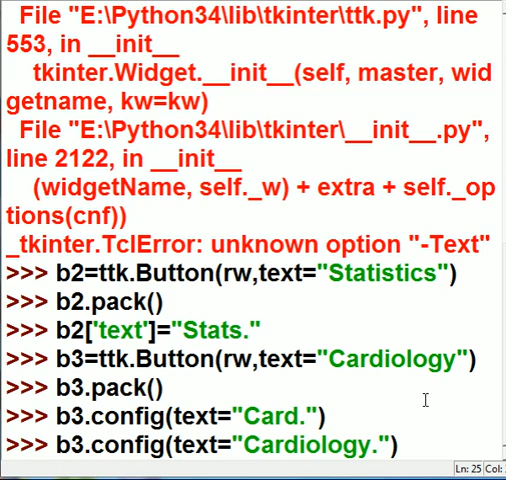 File "E:\Python34\lib\tkinter\ttk.py", line
553, in __init__
tkinter.Widget.__init__(self, master, wid
getname, kw=kw)
File "E:\Python34\lib\tkinter\__init__.py",
line 2122, in __init__
(widgetName, self._w) + extra + self._op
tions(cnf))
_tkinter.TclError: unknown option "-Text"
>>> b2=ttk.Button(rw,text="Statistics")
>>> b2.pack()
>>> b2['text']="Stats."
>>> b3=ttk.Button(rw,text="Cardiology")
>>> b3.pack()
>>> b3.config(text="Card.")
>>> b3.config(text="Cardiology.")
Ln: 25 Col: